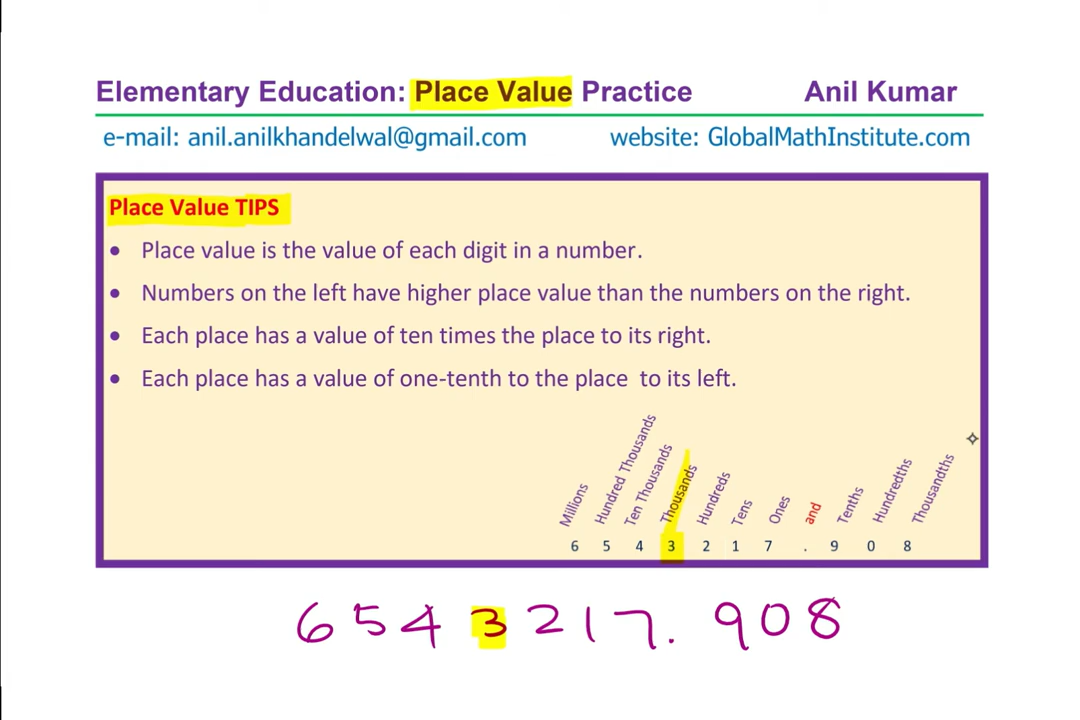 Elementary Education: Place Value Practice Anil Kumar
e-mail: anil.anilkhandelwal@gmail.com website: GlobalMathInstitute.com
Place Value TIPS
• Place value is the value of each digit in a number.
• Numbers on the left have higher place value than the numbers on the right.
• Each place has a value of ten times the place to its right.
• Each place has a value of one-tenth to the place to its left.
Millions Hundred Thousands Ten Thousands Thousands Hundreds Tens Ones and Tenths Hundredths Thousandths
6 5 4 3 2 1 7 . 9 0 8
654 3 217. 908